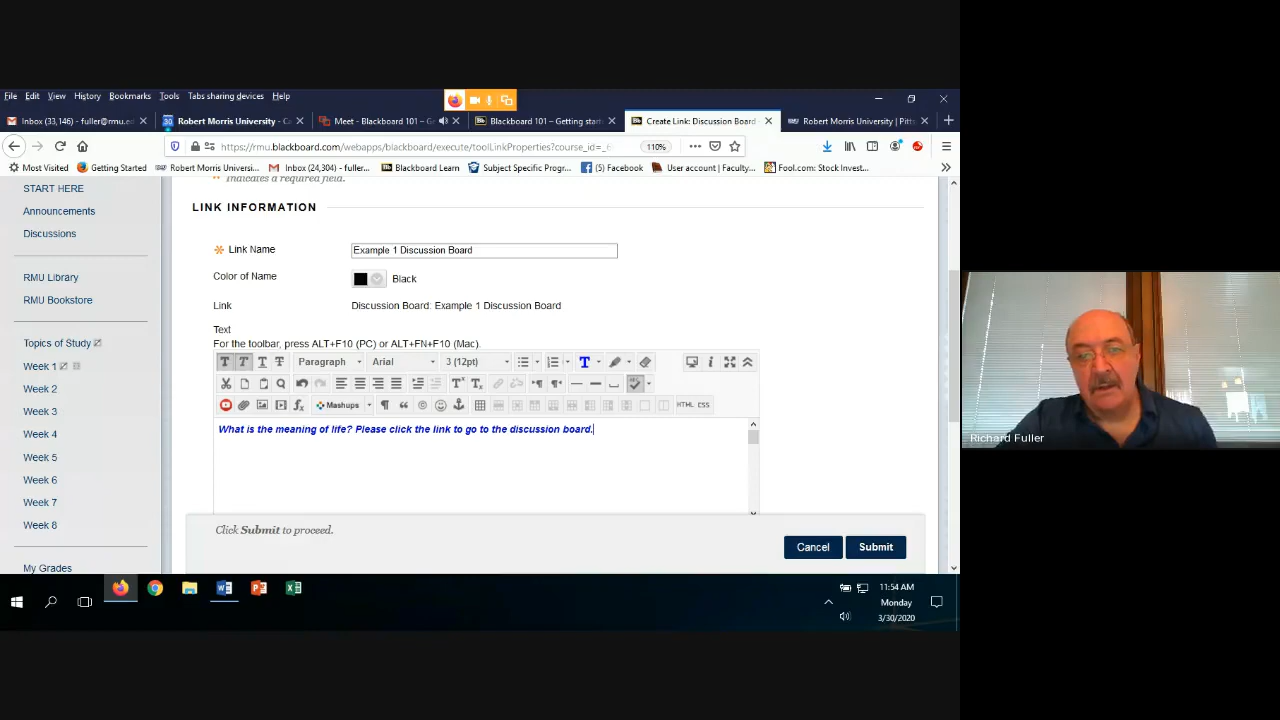 File Edit View History Bookmarks Tools Tabs sharing devices Help
Inbox (33,146) - fuller@rmu.ed
30 Robert Morris University - C
Meet - Blackboard 101 – G
Blackboard 101 – Getting start
Create Link: Discussion Board
Robert Morris University | Pitt
https://rmu.blackboard.com/webapps/blackboard/execute/toolLinkProperties?course_id=_6
110%
Most Visited
Getting Started
Robert Morris Universi...
Inbox (24,304) - fuller...
Blackboard Learn
Subject Specific Progr...
(5) Facebook
User account | Faculty...
Fool.com: Stock Invest...
START HERE
Announcements
Discussions
RMU Library
RMU Bookstore
Topics of Study
Week 1
Week 2
Week 3
Week 4
Week 5
Week 6
Week 7
Week 8
My Grades
Indicates a required field.
LINK INFORMATION
Link Name
Example 1 Discussion Board
Color of Name
Black
Link
Discussion Board: Example 1 Discussion Board
Text
For the toolbar, press ALT+F10 (PC) or ALT+FN+F10 (Mac).
T T T T Paragraph Arial 3 (12pt)
Mashups
HTML CSS
What is the meaning of life? Please click the link to go to the discussion board.
Click Submit to proceed.
Cancel
Submit
Richard Fuller
11:54 AM
Monday
3/30/2020